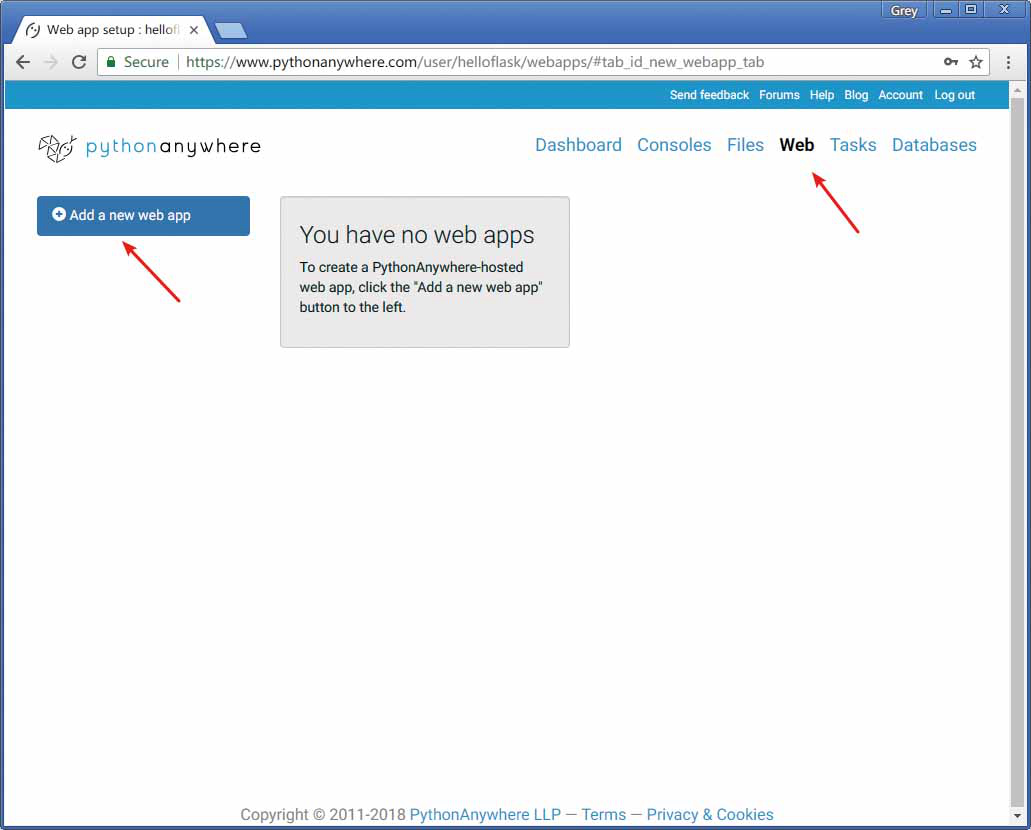 Grey
Web app setup : hellofl
Secure https://www.pythonanywhere.com/user/helloflask/webapps/#tab_id_new_webapp_tab
Send feedback Forums Help Blog Account Log out
pythonanywhere
Dashboard Consoles Files Web Tasks Databases
Add a new web app
You have no web apps
To create a PythonAnywhere-hosted
web app, click the "Add a new web app"
button to the left.
Copyright © 2011-2018 PythonAnywhere LLP — Terms — Privacy & Cookies